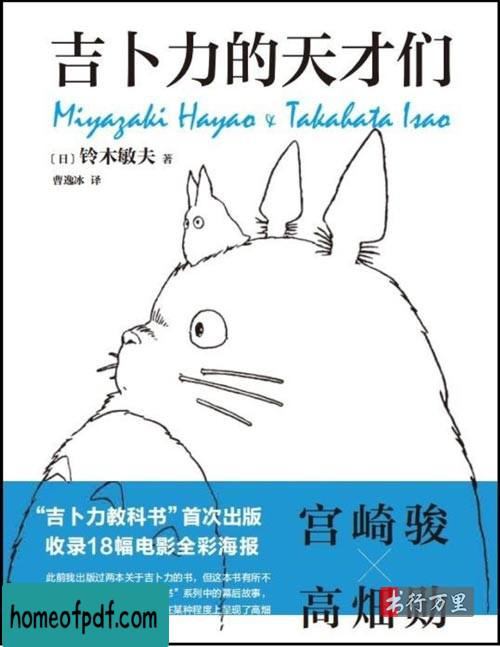 吉卜力的天才们
Miyazaki Hayao & Takahata Isao
〔日〕铃木敏夫 著
曹逸冰 译
“吉卜力教科书”首次出版
收录18幅电影全彩海报
此前我出版过两本关于吉卜力的书，但这本书有所不
系列中的幕后故事，
在某种程度上呈现了高畑
宫崎骏
×
高畑勋
书行万里
homeofpdf.com